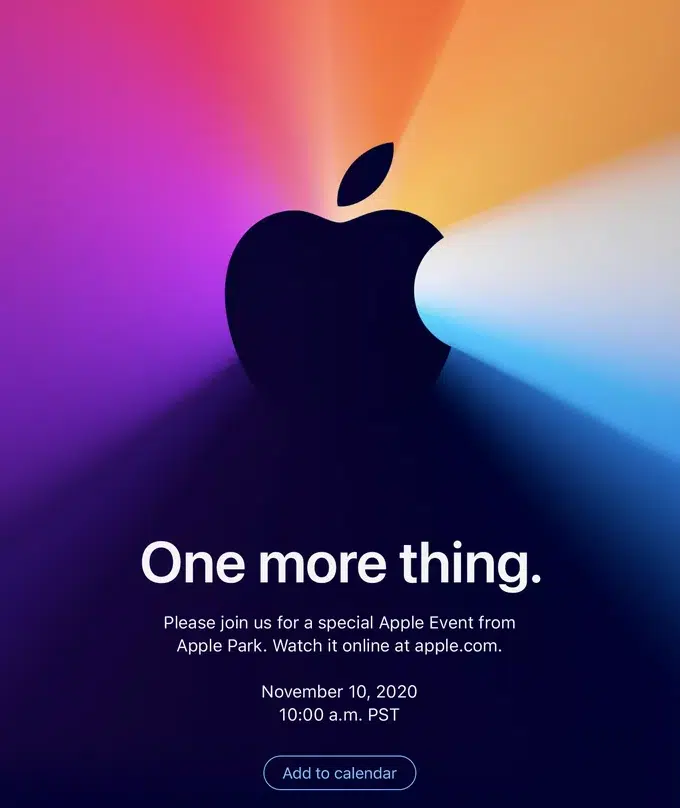 One more thing.
Please join us for a special Apple Event from
Apple Park. Watch it online at apple.com.
November 10, 2020
10:00 a.m. PST
Add to calendar